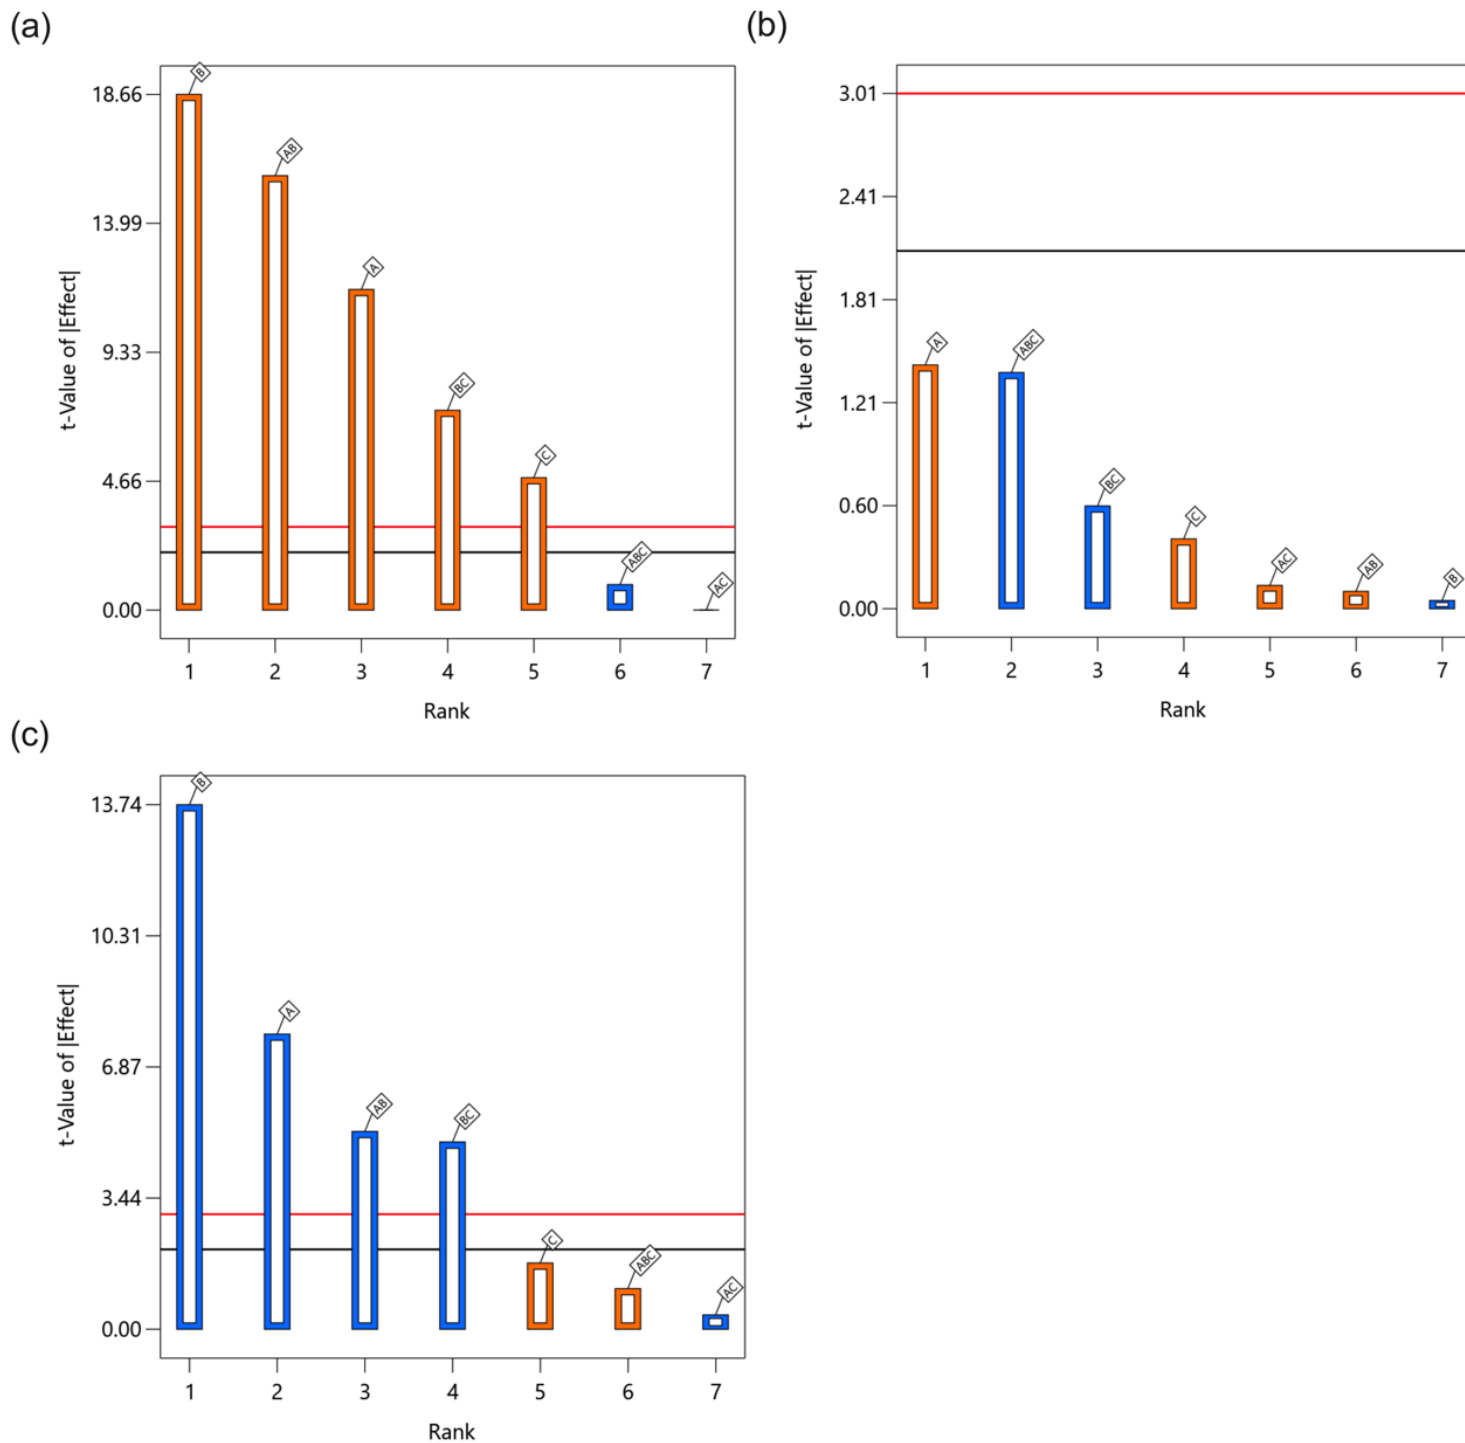 (a)
t-Value of |Effect|
18.66
13.99
9.33
4.66
0.00
B
AB
A
BC
C
ABC
AC
1 2 3 4 5 6 7
Rank
(b)
t-Value of |Effect|
3.01
2.41
1.81
1.21
0.60
0.00
A
ABC
BC
C
AC
AB
B
1 2 3 4 5 6 7
Rank
(c)
t-Value of |Effect|
13.74
10.31
6.87
3.44
0.00
B
A
AB
BC
C
ABC
AC
1 2 3 4 5 6 7
Rank